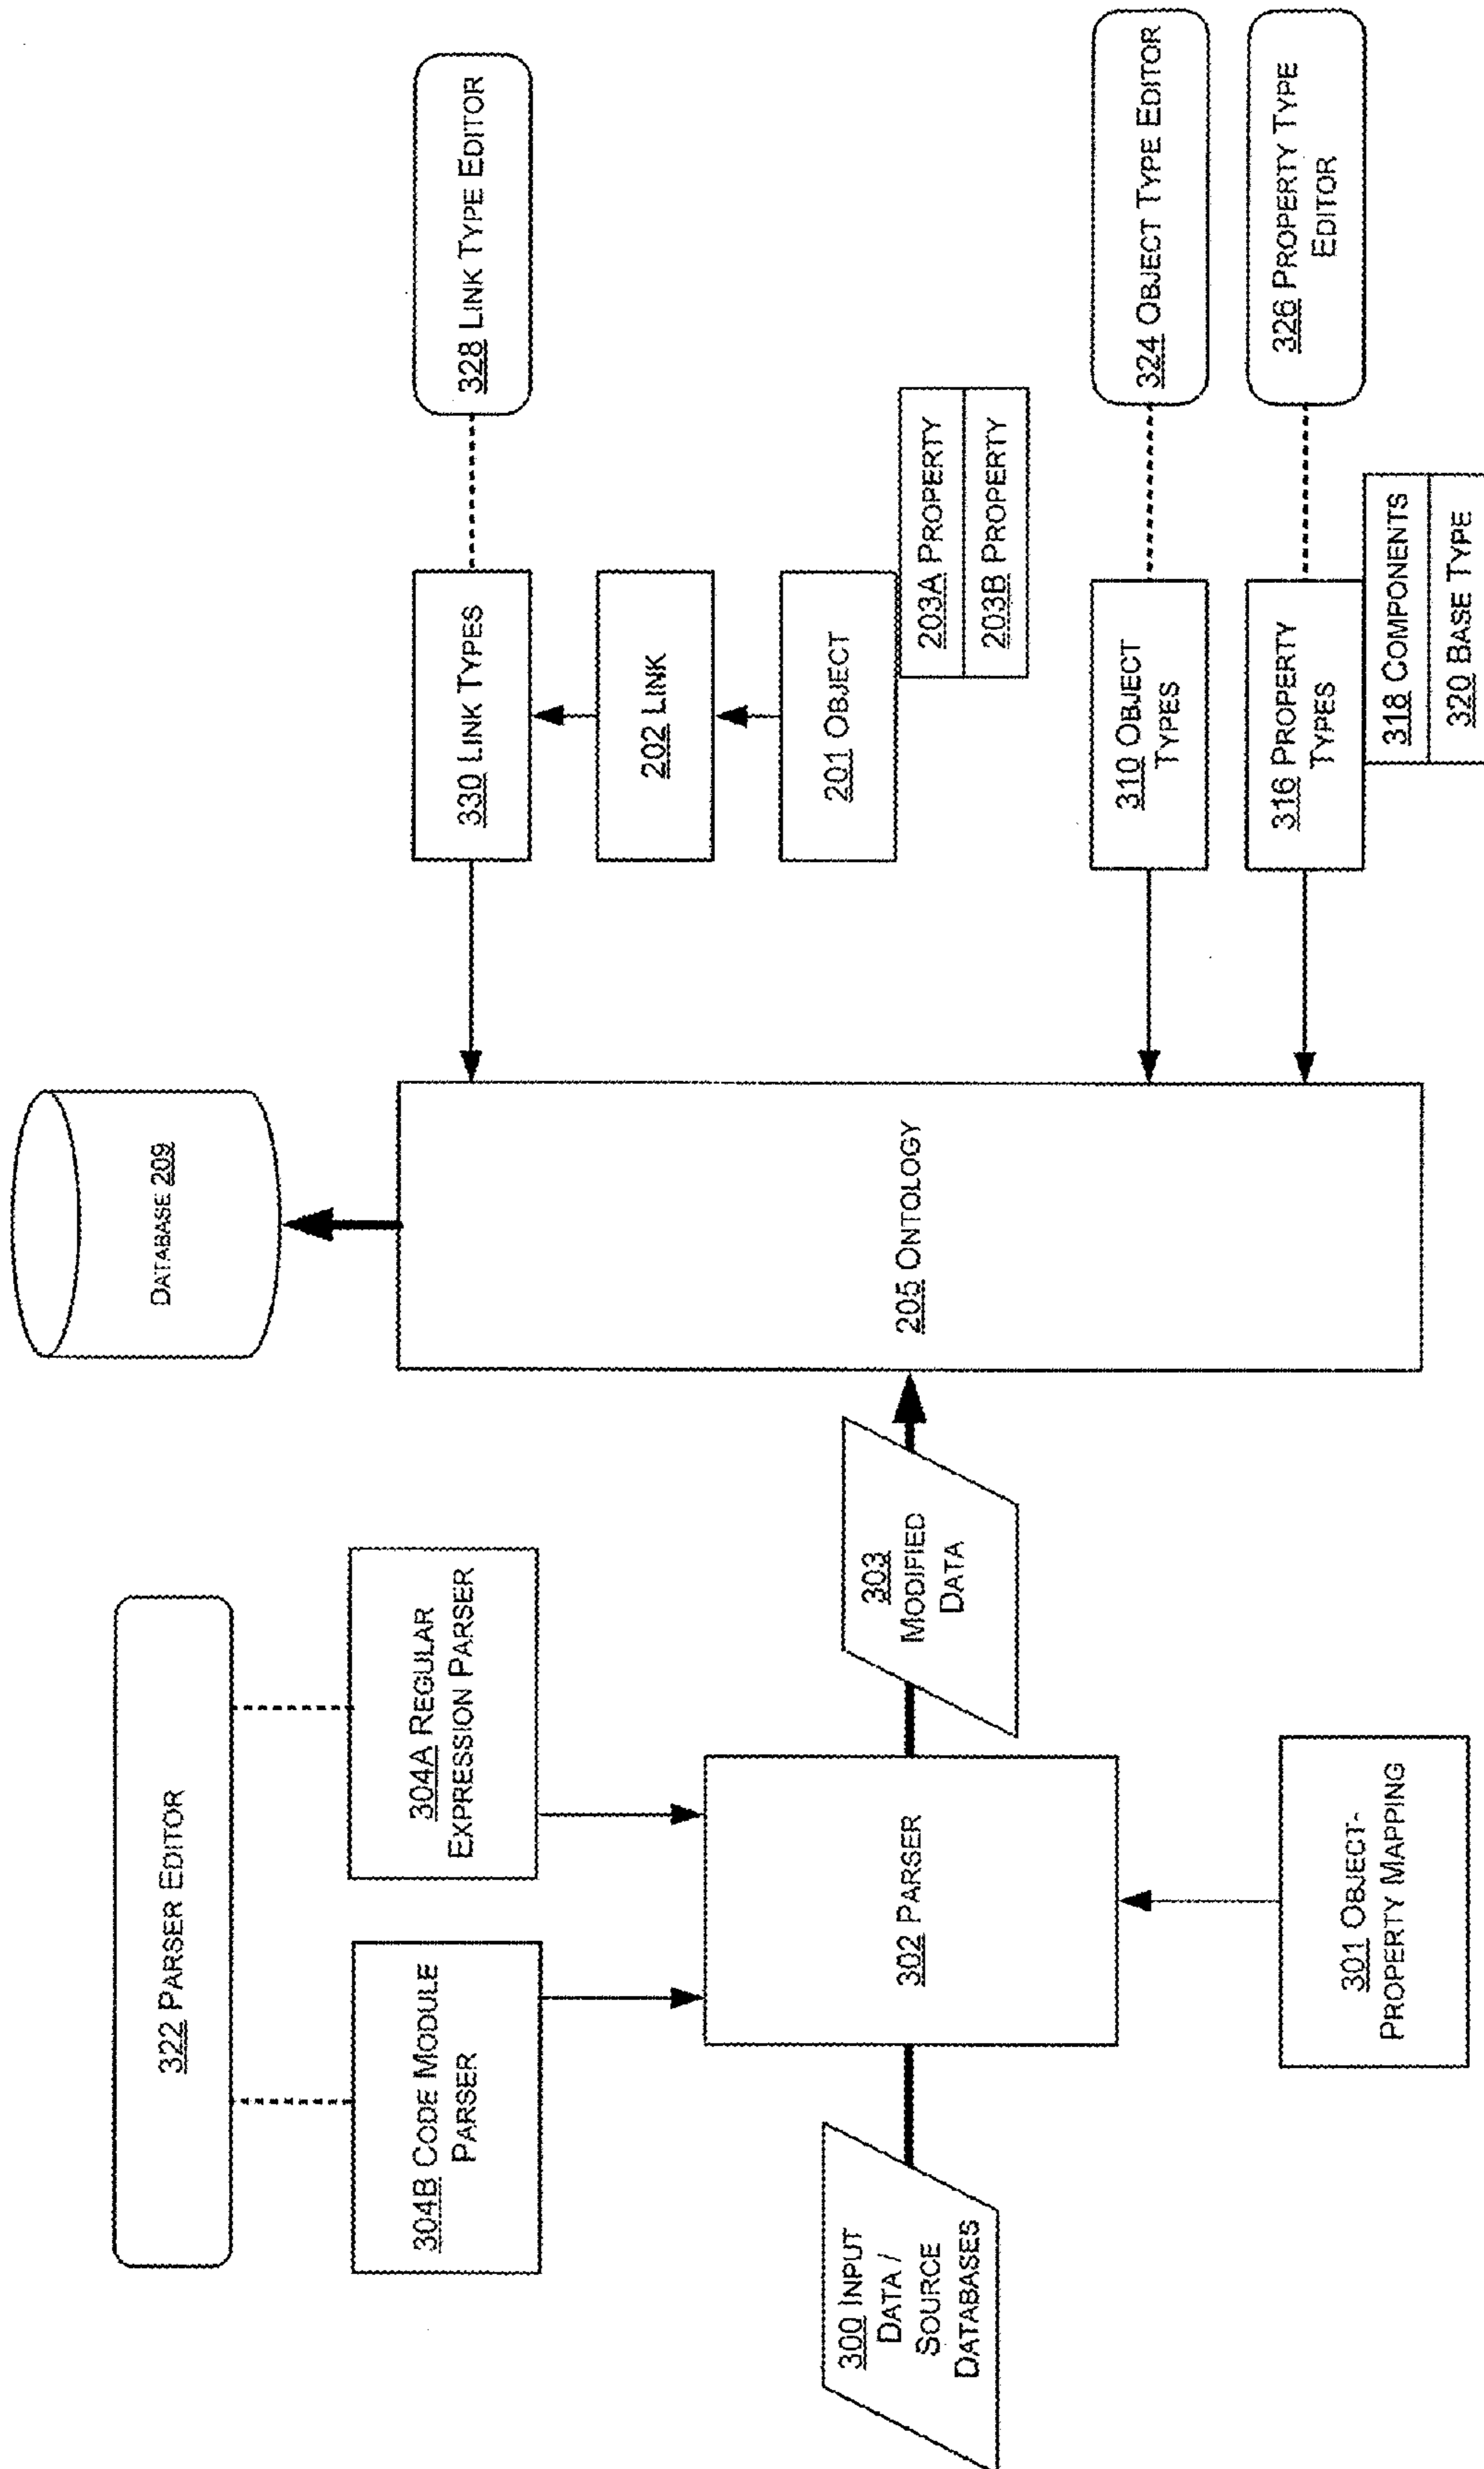 322 PARSER EDITOR
304B CODE MODULE
PARSER
304A REGULAR
EXPRESSION PARSER
300 INPUT
DATA /
SOURCE
DATABASES
302 PARSER
303
MODIFIED
DATA
301 OBJECT-
PROPERTY MAPPING
DATABASE 209
205 ONTOLOGY
330 LINK TYPES
328 LINK TYPE EDITOR
202 LINK
201 OBJECT
203A PROPERTY
203B PROPERTY
310 OBJECT
TYPES
324 OBJECT TYPE EDITOR
316 PROPERTY
TYPES
326 PROPERTY TYPE
EDITOR
318 COMPONENTS
320 BASE TYPE